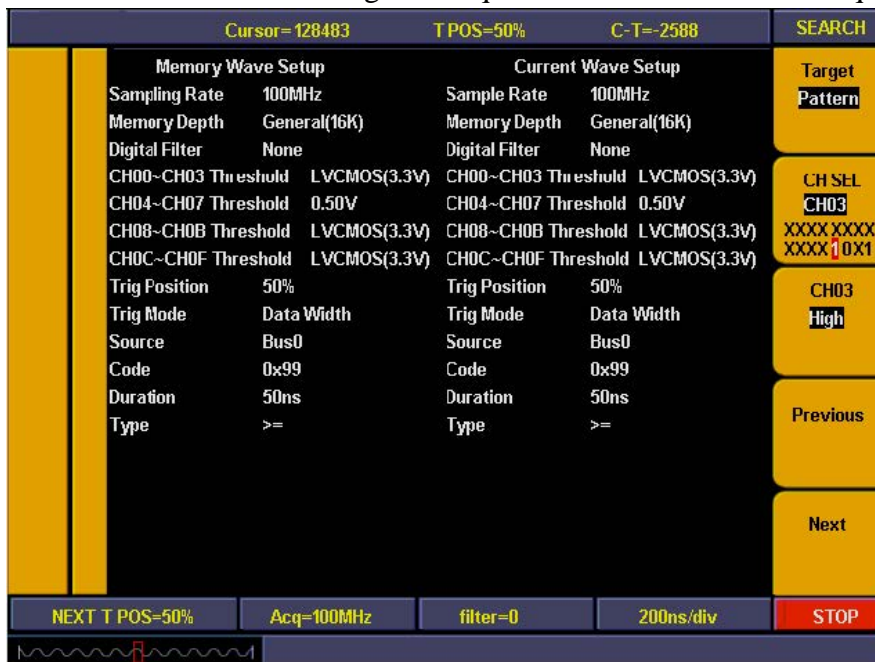 Cursor=128483 T POS=50% C-T=-2588 SEARCH
Memory Wave Setup Current Wave Setup
Sampling Rate 100MHz Sample Rate 100MHz
Memory Depth General(16K) Memory Depth General(16K)
Digital Filter None Digital Filter None
CH00~CH03 Threshold LVCMOS(3.3V) CH00~CH03 Threshold LVCMOS(3.3V)
CH04~CH07 Threshold 0.50V CH04~CH07 Threshold 0.50V
CH08~CH0B Threshold LVCMOS(3.3V) CH08~CH0B Threshold LVCMOS(3.3V)
CH0C~CH0F Threshold LVCMOS(3.3V) CH0C~CH0F Threshold LVCMOS(3.3V)
Trig Position 50% Trig Position 50%
Trig Mode Data Width Trig Mode Data Width
Source Bus0 Source Bus0
Code 0x99 Code 0x99
Duration 50ns Duration 50ns
Type >= Type >=
Target
Pattern
CH SEL
CH03
XXXX XXXX
XXXX 1 0X1
CH03
High
Previous
Next
NEXT T POS=50% Acq=100MHz filter=0 200ns/div STOP